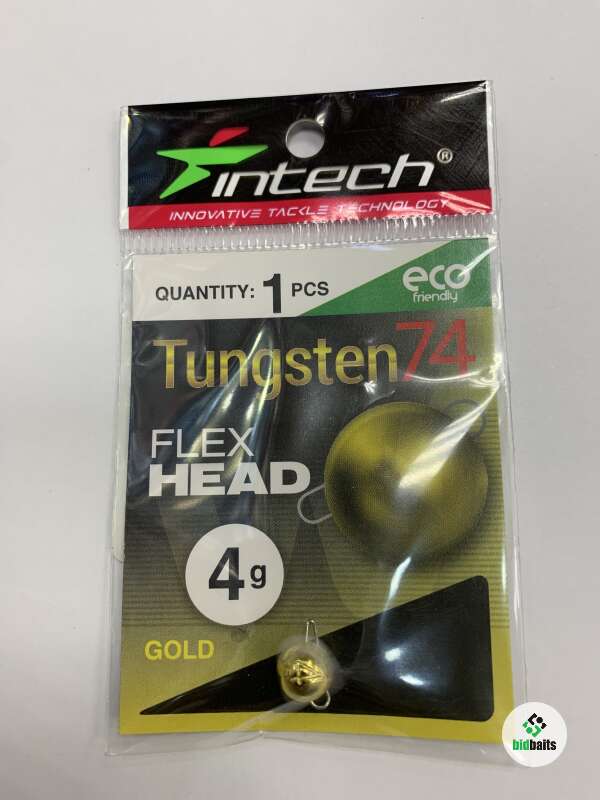 intech®
INNOVATIVE TACKLE TECHNOLOGY
QUANTITY: 1 PCS
eco
friendly
Tungsten74
FLEX
HEAD
4g
GOLD
bidbaits